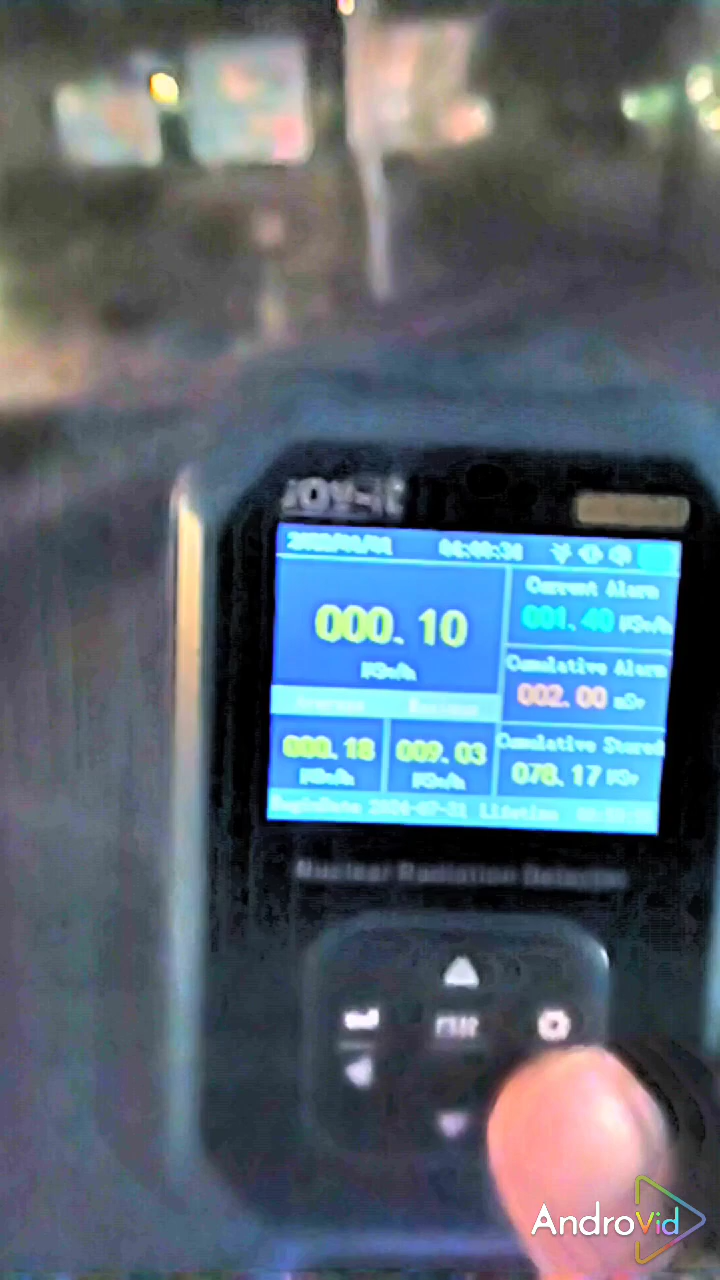 JOY-iT
000.10
µSv/h
Current Alarm
001.40 µSv/h
Cumulative Alarm
002.00 mSv
Average
000.18
µSv/h
009.03
µSv/h
Cumulative Stored
078.17 µSv
Lifetime
Nuclear Radiation Detector
AndroVid